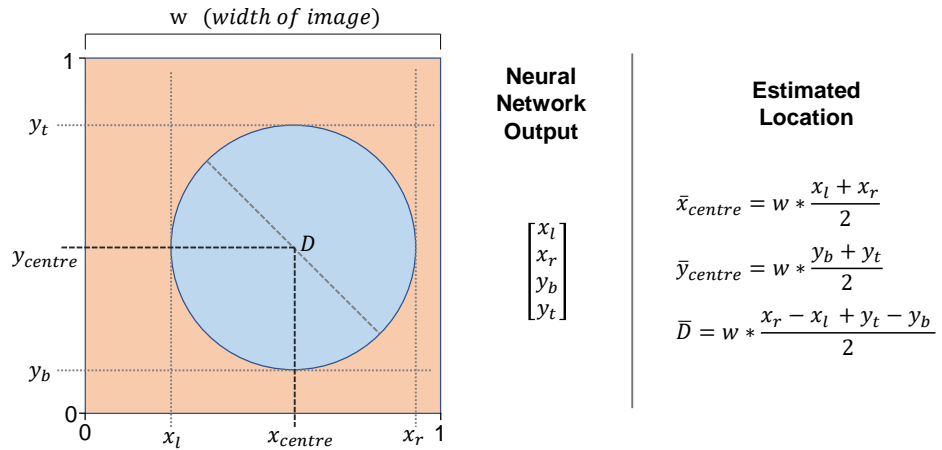 w (width of image)
1
y_t
D
y_centre
y_b
0
0 x_l x_centre x_r 1
Neural
Network
Output
[x_l
x_r
y_b
y_t]
Estimated
Location
x̄_centre = w * (x_l + x_r)/2
ȳ_centre = w * (y_b + y_t)/2
D̄ = w * (x_r − x_l + y_t − y_b)/2